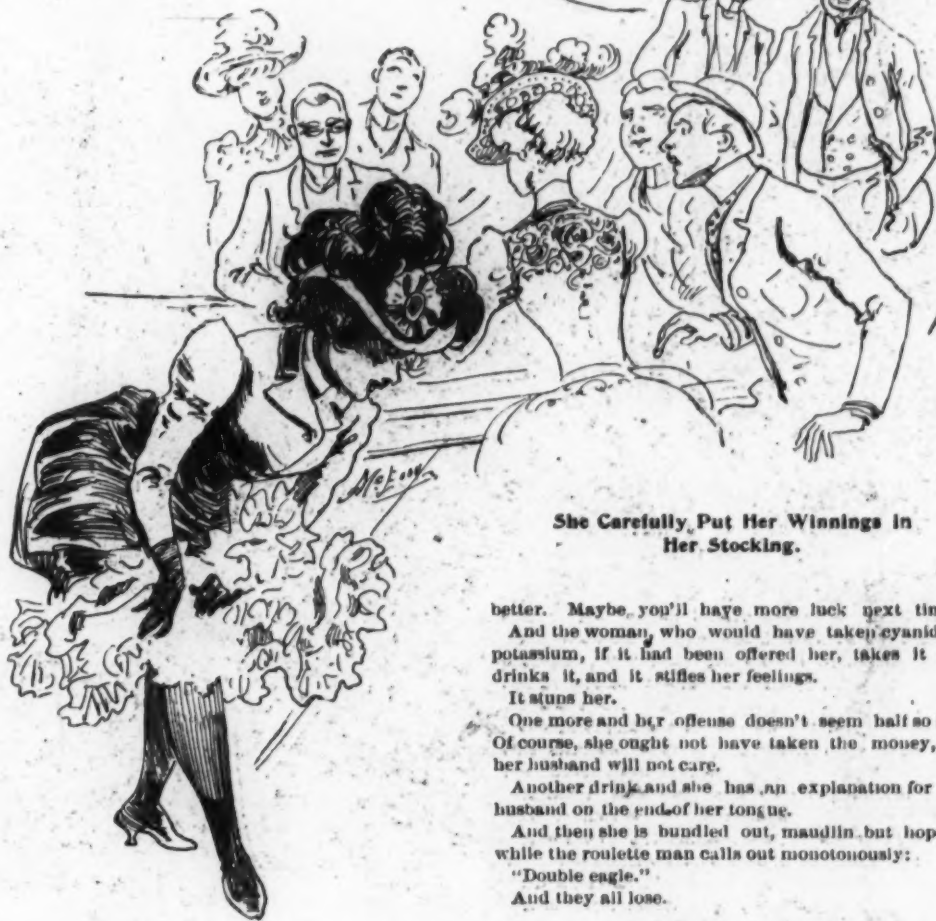 She Carefully Put Her Winnings in
Her Stocking.
better. Maybe you'll have more luck next tim
And the woman, who would have taken cyanid
potassium, if it had been offered her, takes it
drinks it, and it stifles her feelings.
It stuns her.
One more and her offense doesn't seem half so
Of course, she ought not have taken the money,
her husband will not care.
Another drink and she has an explanation for
husband on the end of her tongue.
And then she is bundled out, maudlin but hop
while the roulette man calls out monotonously:
"Double eagle."
And they all lose.